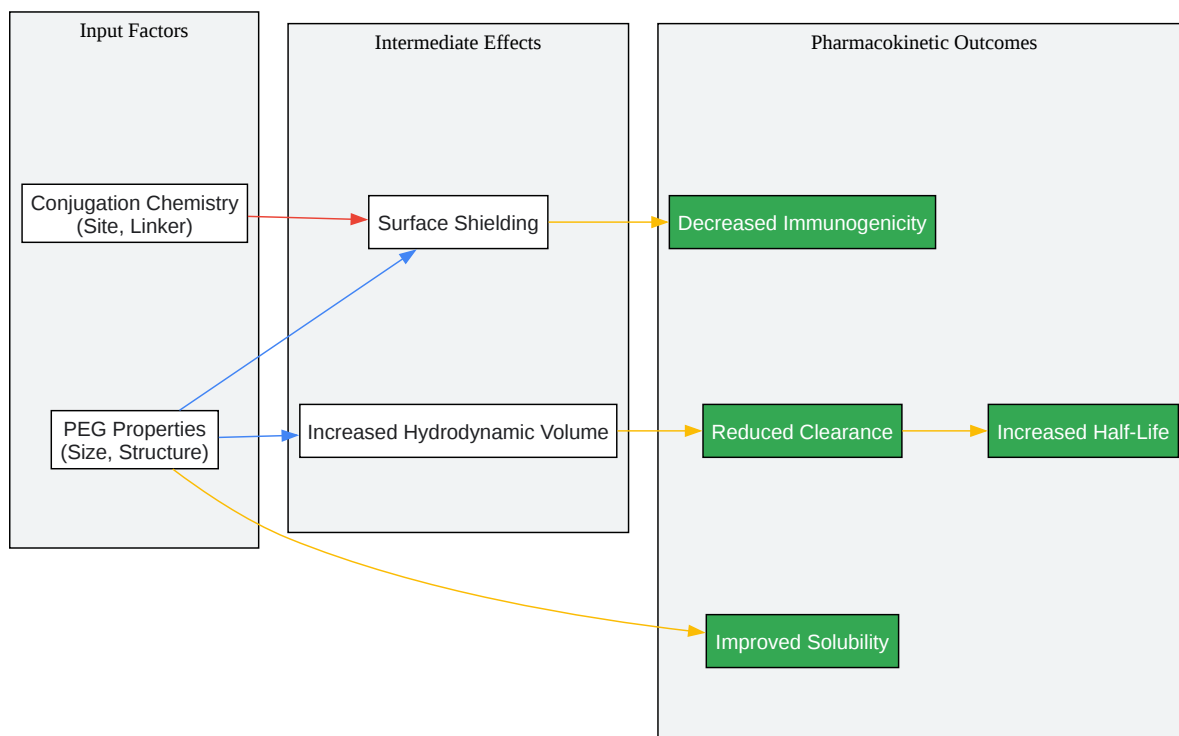 Input Factors
Intermediate Effects
Pharmacokinetic Outcomes
Conjugation Chemistry
(Site, Linker)
Surface Shielding
Decreased Immunogenicity
PEG Properties
(Size, Structure)
Increased Hydrodynamic Volume
Reduced Clearance
Increased Half-Life
Improved Solubility